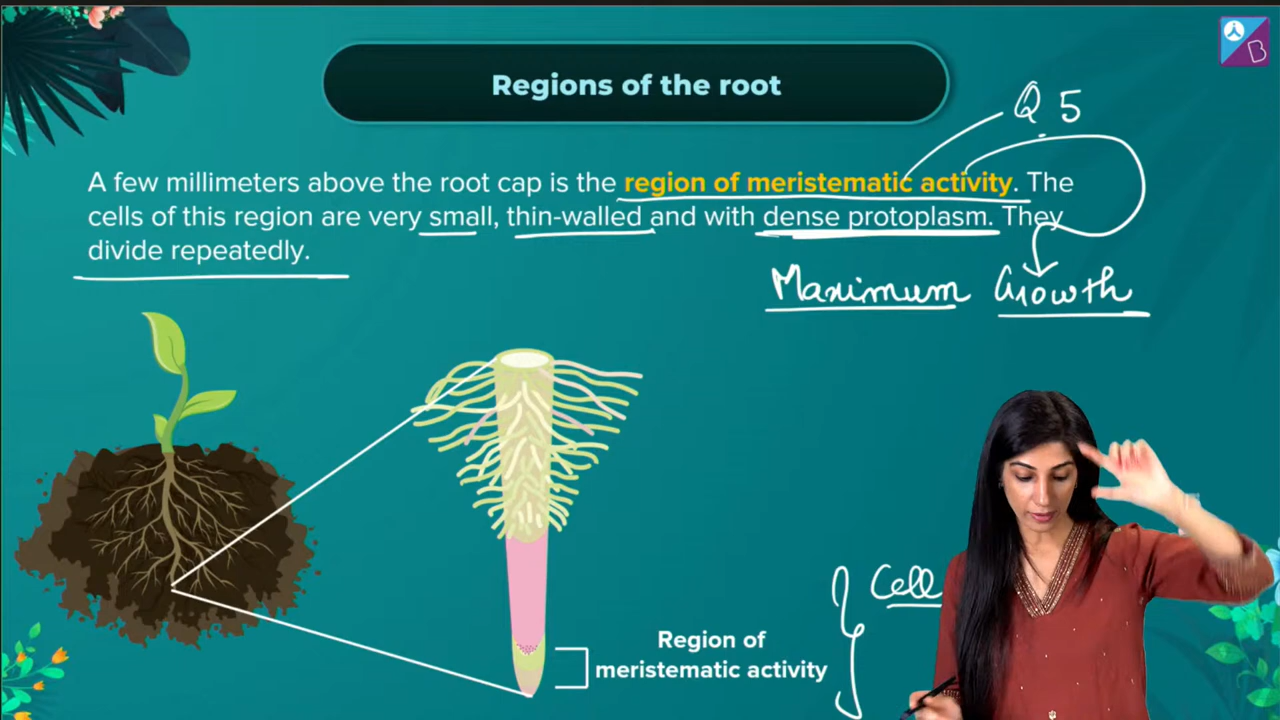 Regions of the root
Q. 5
A few millimeters above the root cap is the region of meristematic activity. The
cells of this region are very small, thin-walled and with dense protoplasm. They
divide repeatedly.
Maximum Growth
Cell
Region of
meristematic activity
B